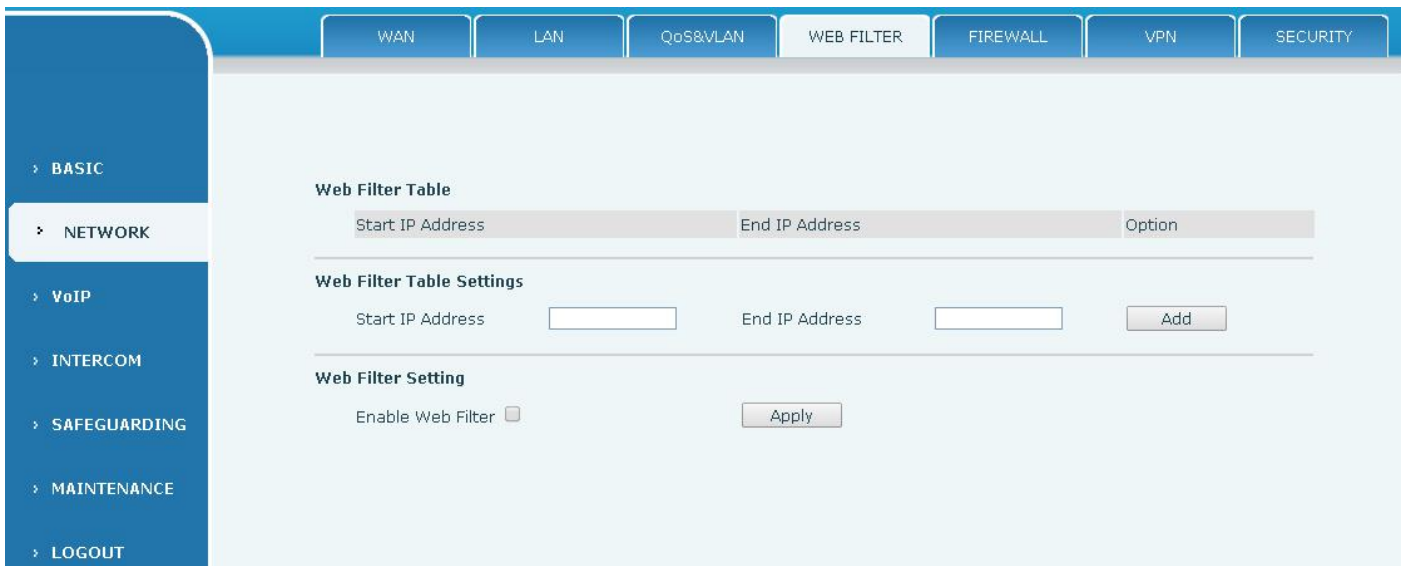 WAN LAN QoS&VLAN WEB FILTER FIREWALL VPN SECURITY
› BASIC
› NETWORK
› VoIP
› INTERCOM
› SAFEGUARDING
› MAINTENANCE
› LOGOUT
Web Filter Table
Start IP Address End IP Address Option
Web Filter Table Settings
Start IP Address End IP Address Add
Web Filter Setting
Enable Web Filter Apply